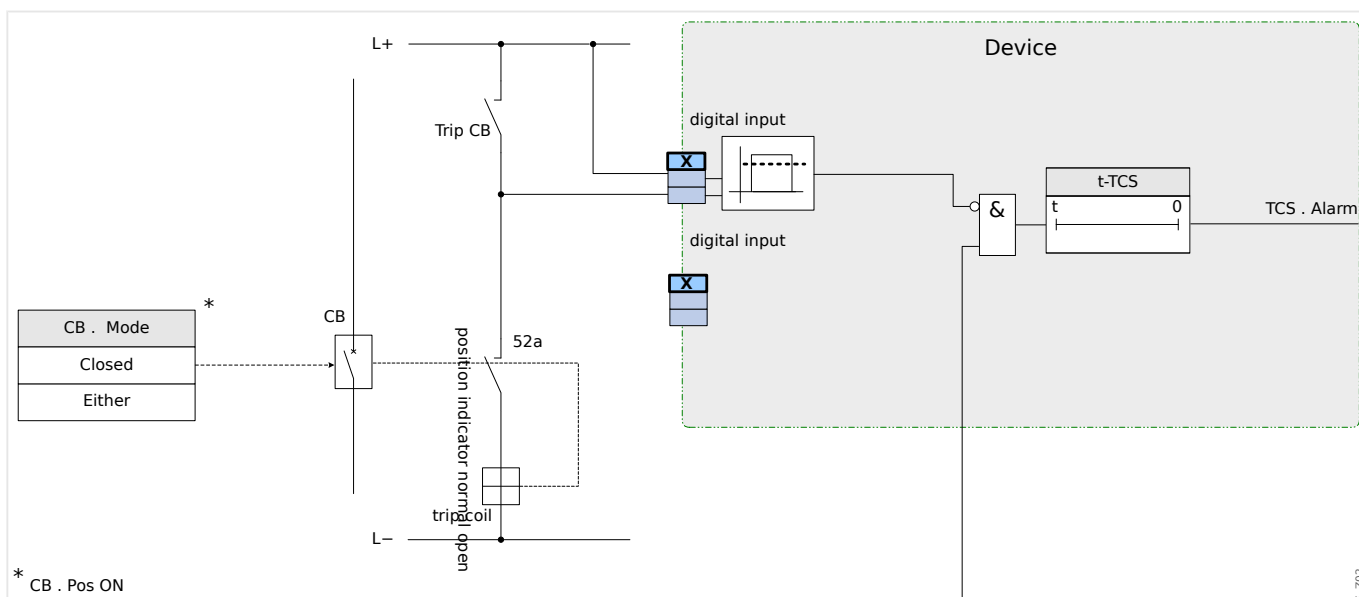 L+
Device
digital input
Trip CB
X
t-TCS
t 0
&
TCS . Alarm
digital input
X
*
CB . Mode
Closed
Either
CB
52a
position indicator normal open
trip coil
L−
* CB . Pos ON